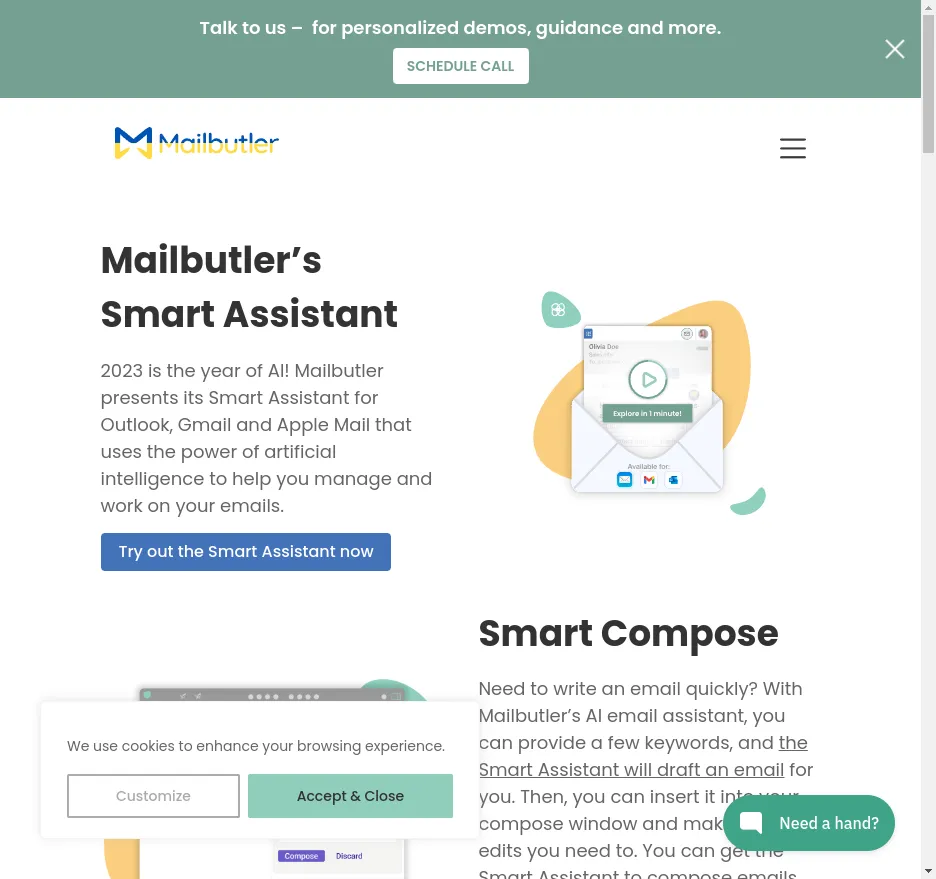 Talk to us –  for personalized demos, guidance and more.
SCHEDULE CALL
Mailbutler
Mailbutler’s
Smart Assistant
2023 is the year of AI! Mailbutler
presents its Smart Assistant for
Outlook, Gmail and Apple Mail that
uses the power of artificial
intelligence to help you manage and
work on your emails.
Try out the Smart Assistant now
Olivia Doe
Explore in 1 minute!
Available for:
Smart Compose
Need to write an email quickly? With
Mailbutler’s AI email assistant, you
can provide a few keywords, and the
Smart Assistant will draft an email for
you. Then, you can insert it into your
compose window and mak
edits you need to. You can get the
Smart Assistant to compose emails
We use cookies to enhance your browsing experience.
Customize
Accept & Close
Compose
Discard
Need a hand?